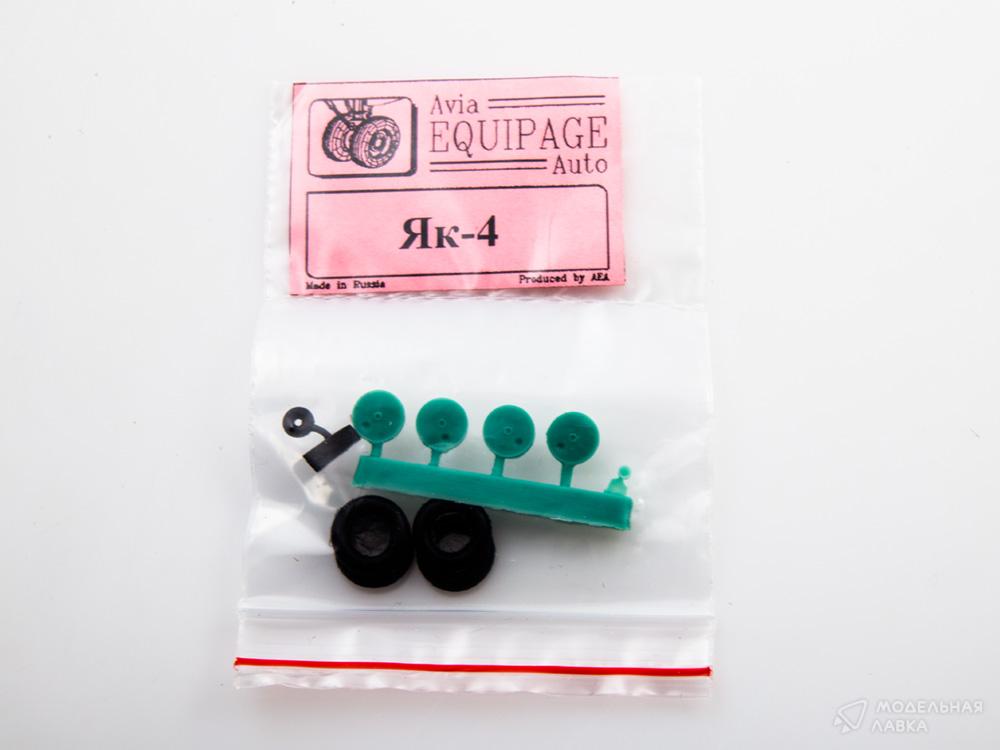 Avia
EQUIPAGE
Auto
Як-4
Made in Russia
Produced by AEA
МОДЕЛЬНАЯ
ЛАВКА